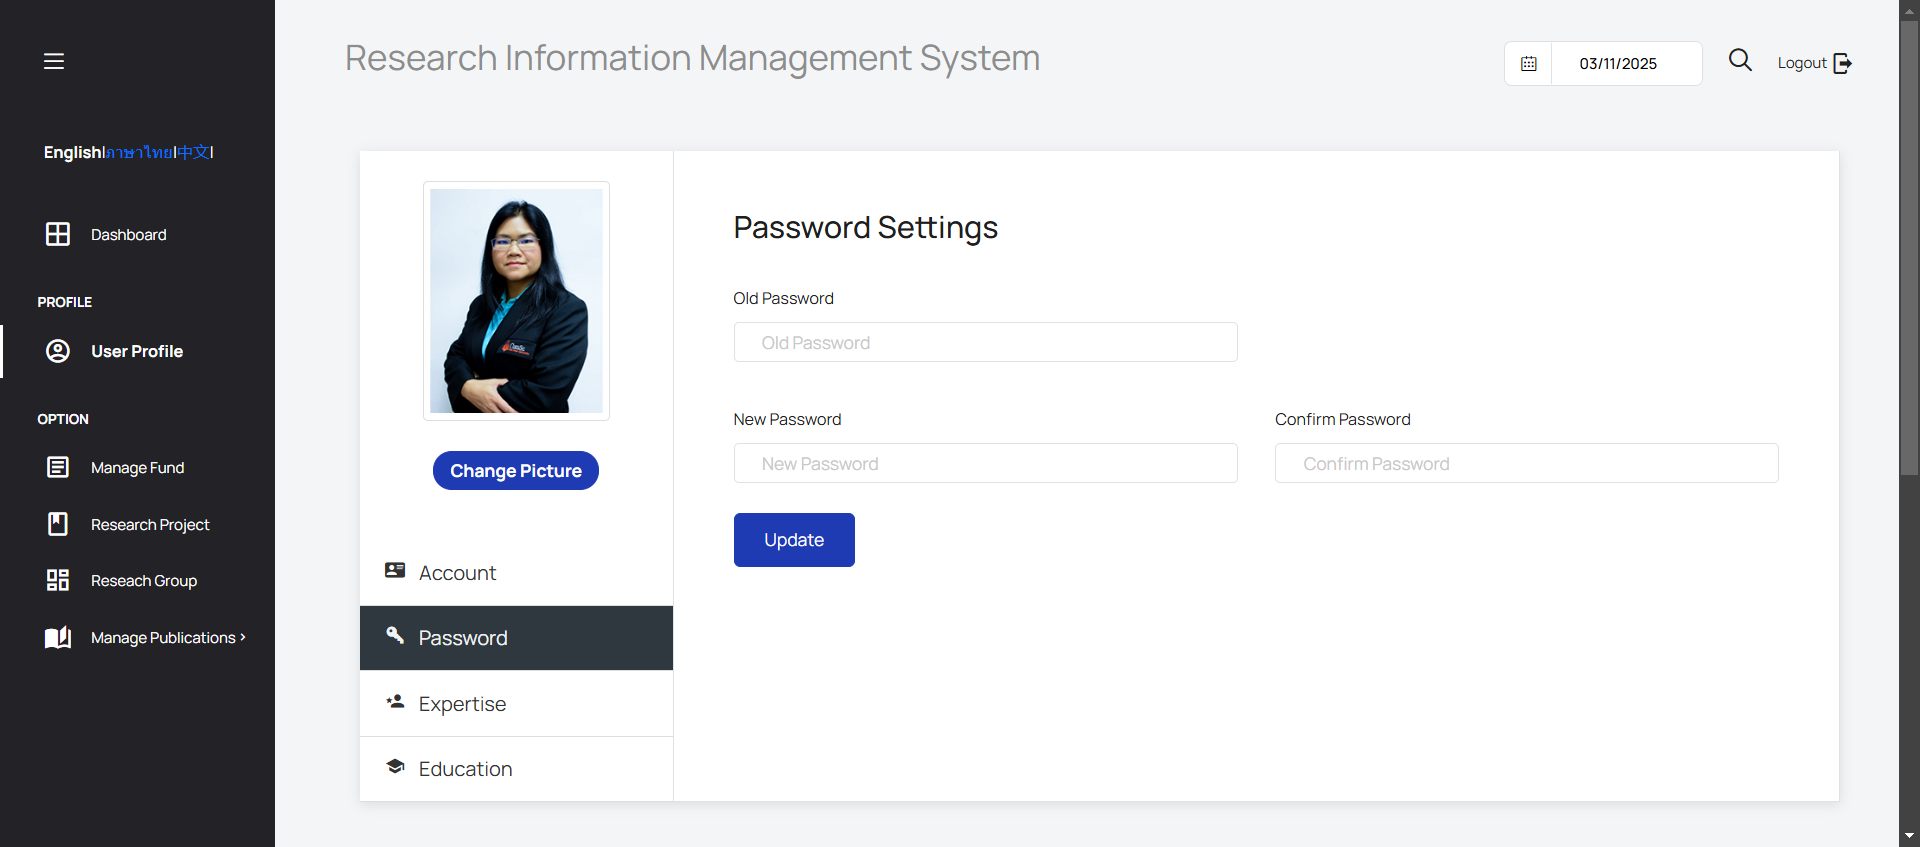 Research Information Management System
03/11/2025
Logout
English|ภาษาไทย|中文|
Dashboard
PROFILE
User Profile
OPTION
Manage Fund
Research Project
Reseach Group
Manage Publications
Change Picture
Account
Password
Expertise
Education
Password Settings
Old Password
Old Password
New Password
Confirm Password
New Password
Confirm Password
Update